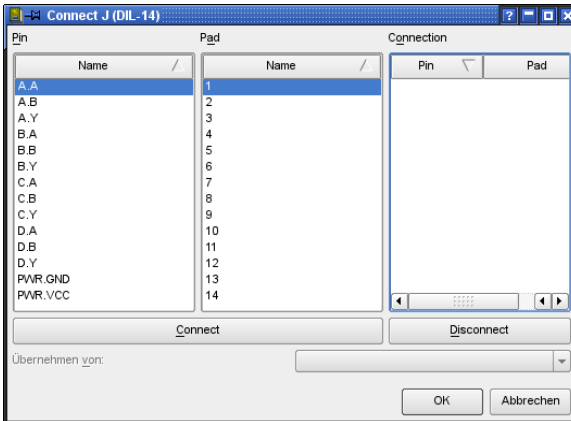 Connect J (DIL-14)
Pin
Pad
Connection
Name
Name
Pin
Pad
A.A
1
A.B
2
A.Y
3
B.A
4
B.B
5
B.Y
6
C.A
7
C.B
8
C.Y
9
D.A
10
D.B
11
D.Y
12
PWR.GND
13
PWR.VCC
14
Connect
Disconnect
Übernehmen von:
OK
Abbrechen